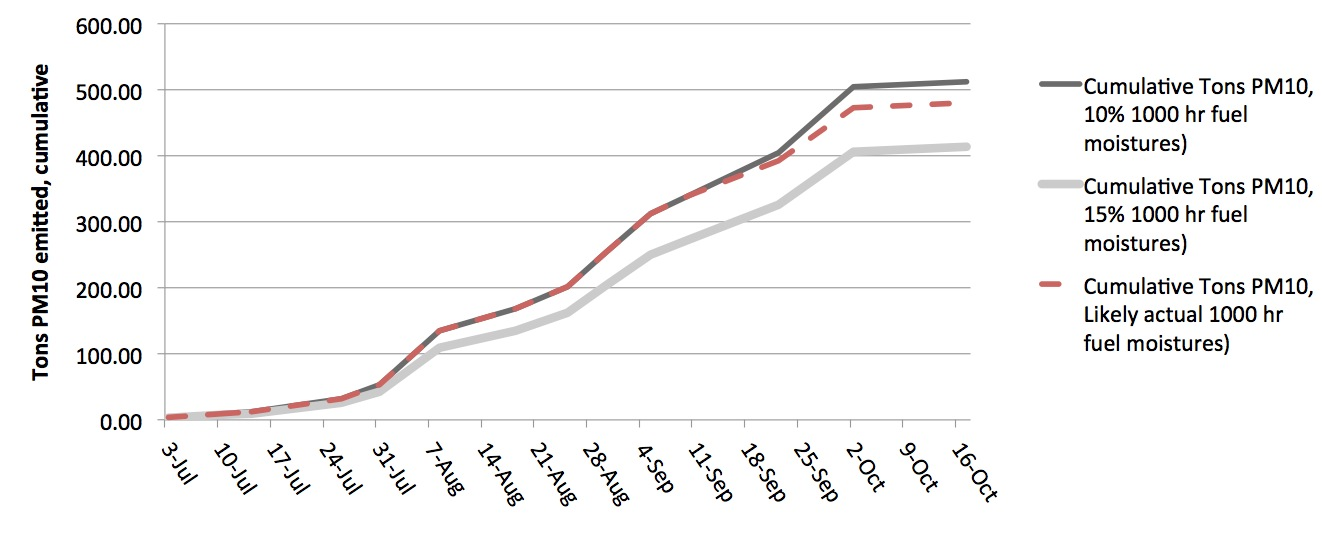 Tons PM10 emitted, cumulative
600.00
500.00
400.00
300.00
200.00
100.00
0.00
3-Jul
10-Jul
17-Jul
24-Jul
31-Jul
7-Aug
14-Aug
21-Aug
28-Aug
4-Sep
11-Sep
18-Sep
25-Sep
2-Oct
9-Oct
16-Oct
Cumulative Tons PM10,
10% 1000 hr fuel
moistures)
Cumulative Tons PM10,
15% 1000 hr fuel
moistures)
Cumulative Tons PM10,
Likely actual 1000 hr
fuel moistures)